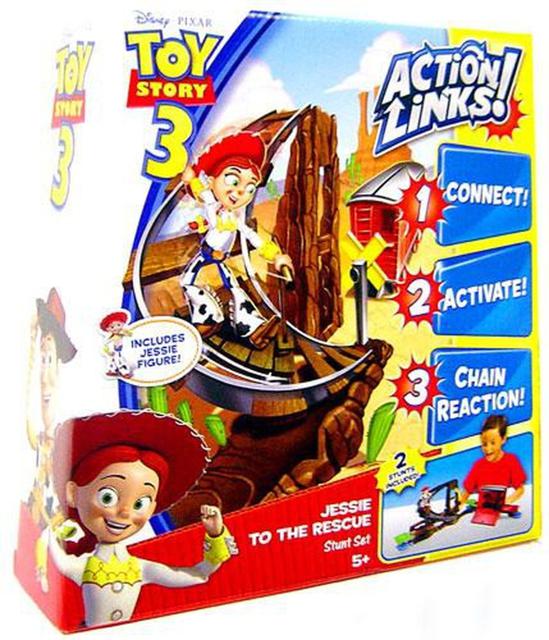 Disney • PIXAR
TOY
STORY
3
TOY
STORY
3
ACTION
LINKS!
1 CONNECT!
2 ACTIVATE!
3 CHAIN
REACTION!
INCLUDES
JESSIE
FIGURE!
2
STUNTS
INCLUDED!
JESSIE
TO THE RESCUE
Stunt Set
5+